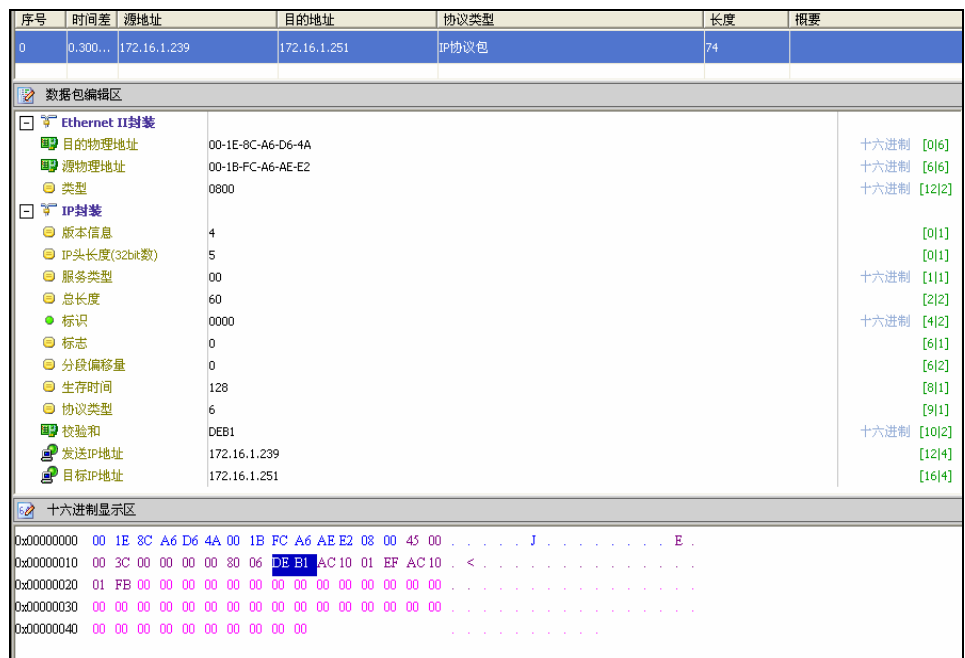 序号 时间差 源地址 目的地址 协议类型 长度 概要
0 0.300... 172.16.1.239 172.16.1.251 IP协议包 74
数据包编辑区
Ethernet II封装
目的物理地址 00-1E-8C-A6-D6-4A 十六进制 [0|6]
源物理地址 00-1B-FC-A6-AE-E2 十六进制 [6|6]
类型 0800 十六进制 [12|2]
IP封装
版本信息 4 [0|1]
IP头长度(32bit数) 5 [0|1]
服务类型 00 十六进制 [1|1]
总长度 60 [2|2]
标识 0000 十六进制 [4|2]
标志 0 [6|1]
分段偏移量 0 [6|2]
生存时间 128 [8|1]
协议类型 6 [9|1]
校验和 DEB1 十六进制 [10|2]
发送IP地址 172.16.1.239 [12|4]
目标IP地址 172.16.1.251 [16|4]
十六进制显示区
0x00000000 00 1E 8C A6 D6 4A 00 1B FC A6 AE E2 08 00 45 00 . . . . . J . . . . . . . . E .
0x00000010 00 3C 00 00 00 00 80 06 DE B1 AC 10 01 EF AC 10 . < . . . . . . . . . . . . . .
0x00000020 01 FB 00 00 00 00 00 00 00 00 00 00 00 00 00 00 . . . . . . . . . . . . . . . .
0x00000030 00 00 00 00 00 00 00 00 00 00 00 00 00 00 00 00 . . . . . . . . . . . . . . . .
0x00000040 00 00 00 00 00 00 00 00 00 00 . . . . . . . . . .